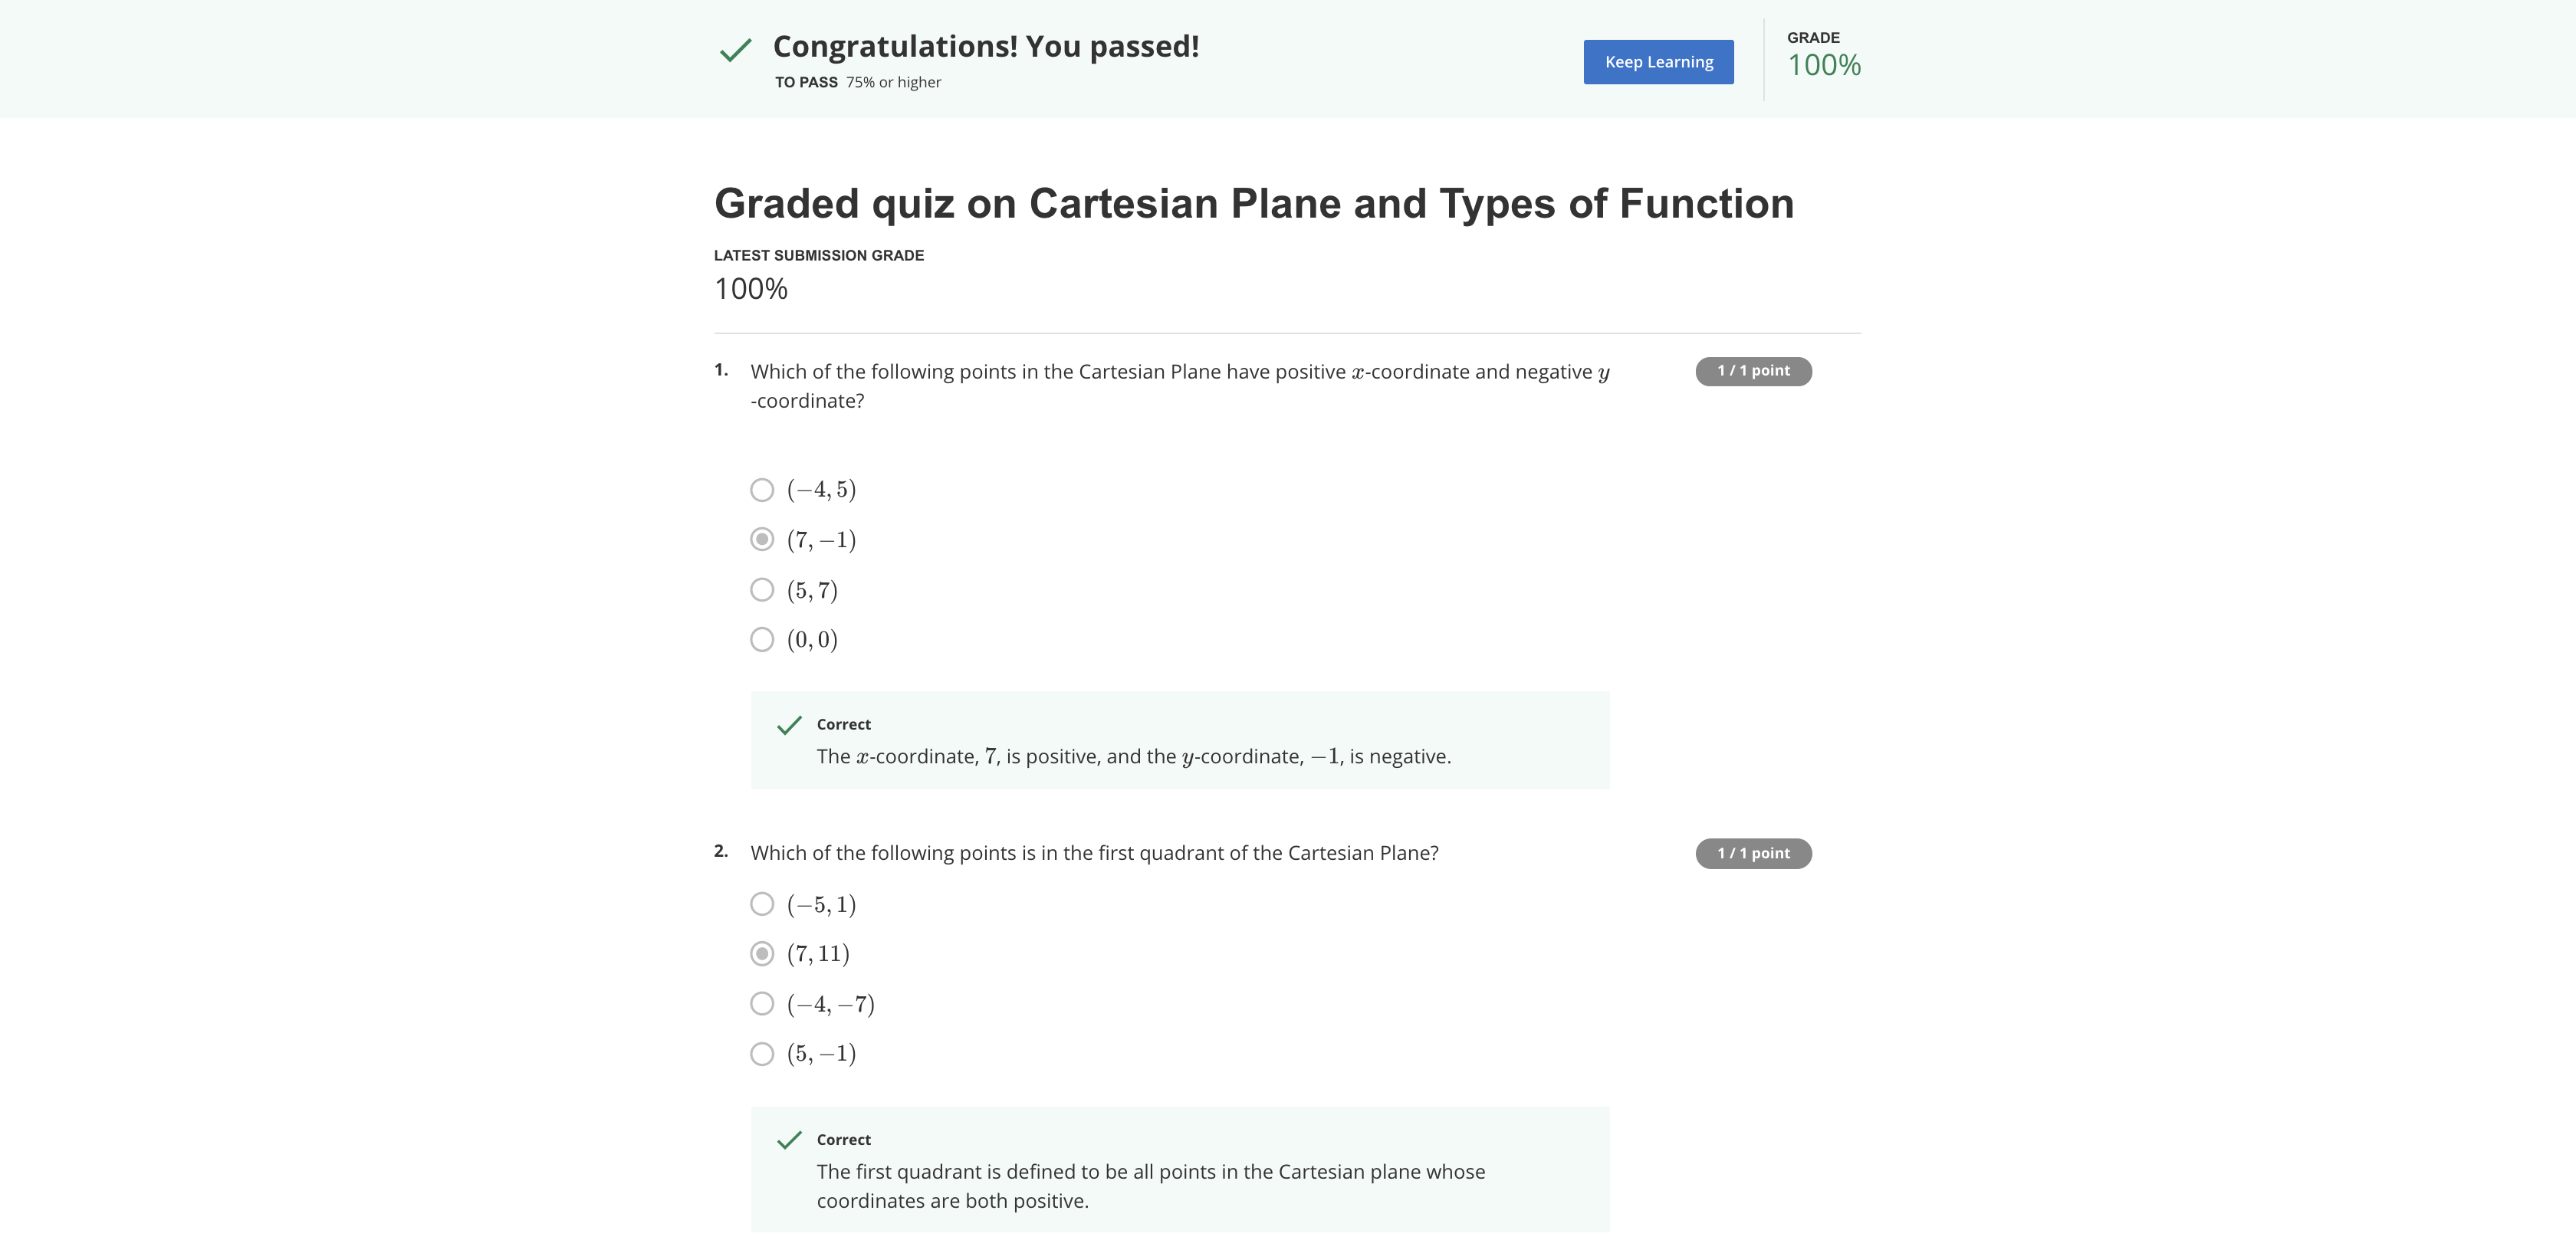 Congratulations! You passed!
TO PASS 75% or higher
Keep Learning
GRADE
100%
Graded quiz on Cartesian Plane and Types of Function
LATEST SUBMISSION GRADE
100%
1. Which of the following points in the Cartesian Plane have positive x-coordinate and negative y
-coordinate?
1 / 1 point
(−4, 5)
(7, −1)
(5, 7)
(0, 0)
Correct
The x-coordinate, 7, is positive, and the y-coordinate, −1, is negative.
2. Which of the following points is in the first quadrant of the Cartesian Plane?
1 / 1 point
(−5, 1)
(7, 11)
(−4, −7)
(5, −1)
Correct
The first quadrant is defined to be all points in the Cartesian plane whose
coordinates are both positive.